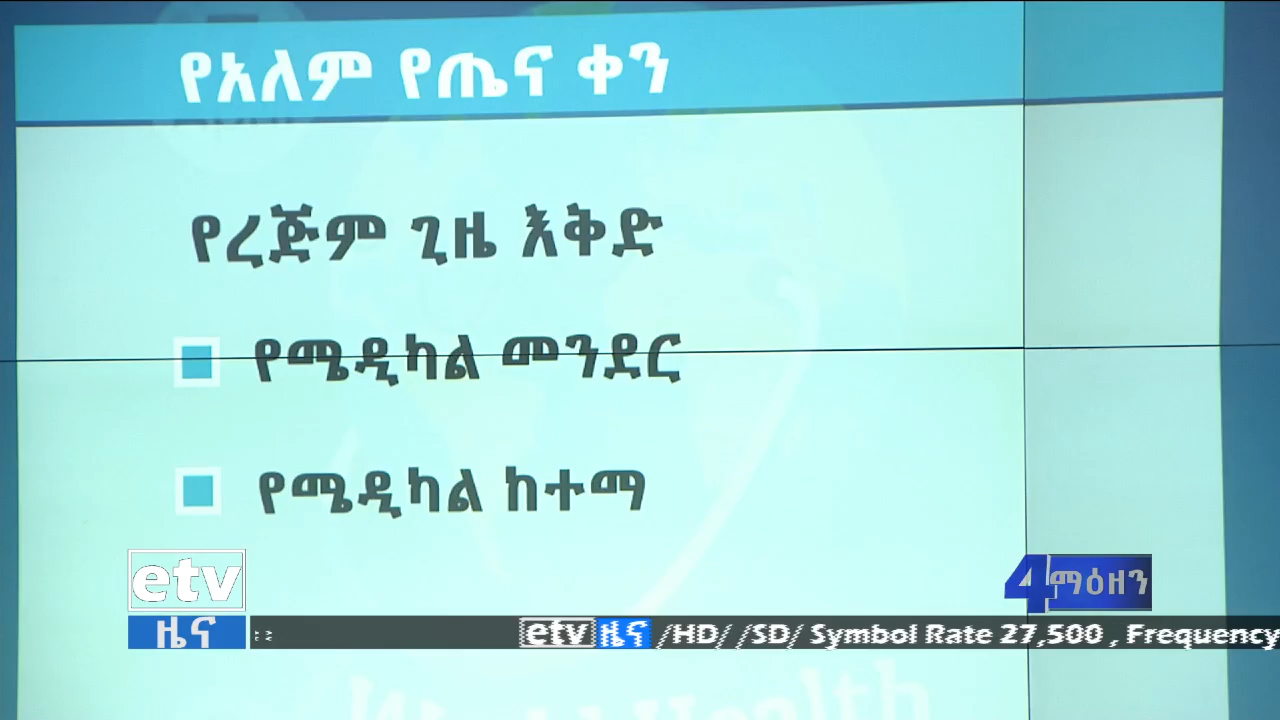 የአለም የጤና ቀን
የረጅም ጊዜ እቅድ
የሜዲካል መንደር
የሜዲካል ከተማ
etv
4 ማዕዘን
ዜና :: etv ዜና /HD/ /SD/ Symbol Rate 27,500 , Frequency
Health